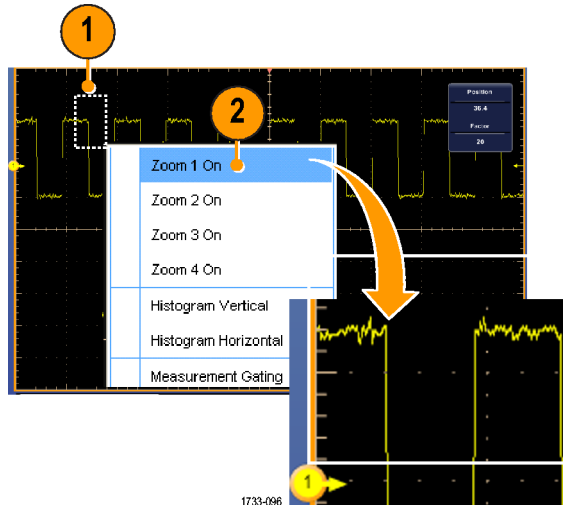 1
Position
36.4
Factor
20
2
1
Zoom 1 On
Zoom 2 On
Zoom 3 On
Zoom 4 On
Histogram Vertical
Histogram Horizontal
Measurement Gating
1
1733-096